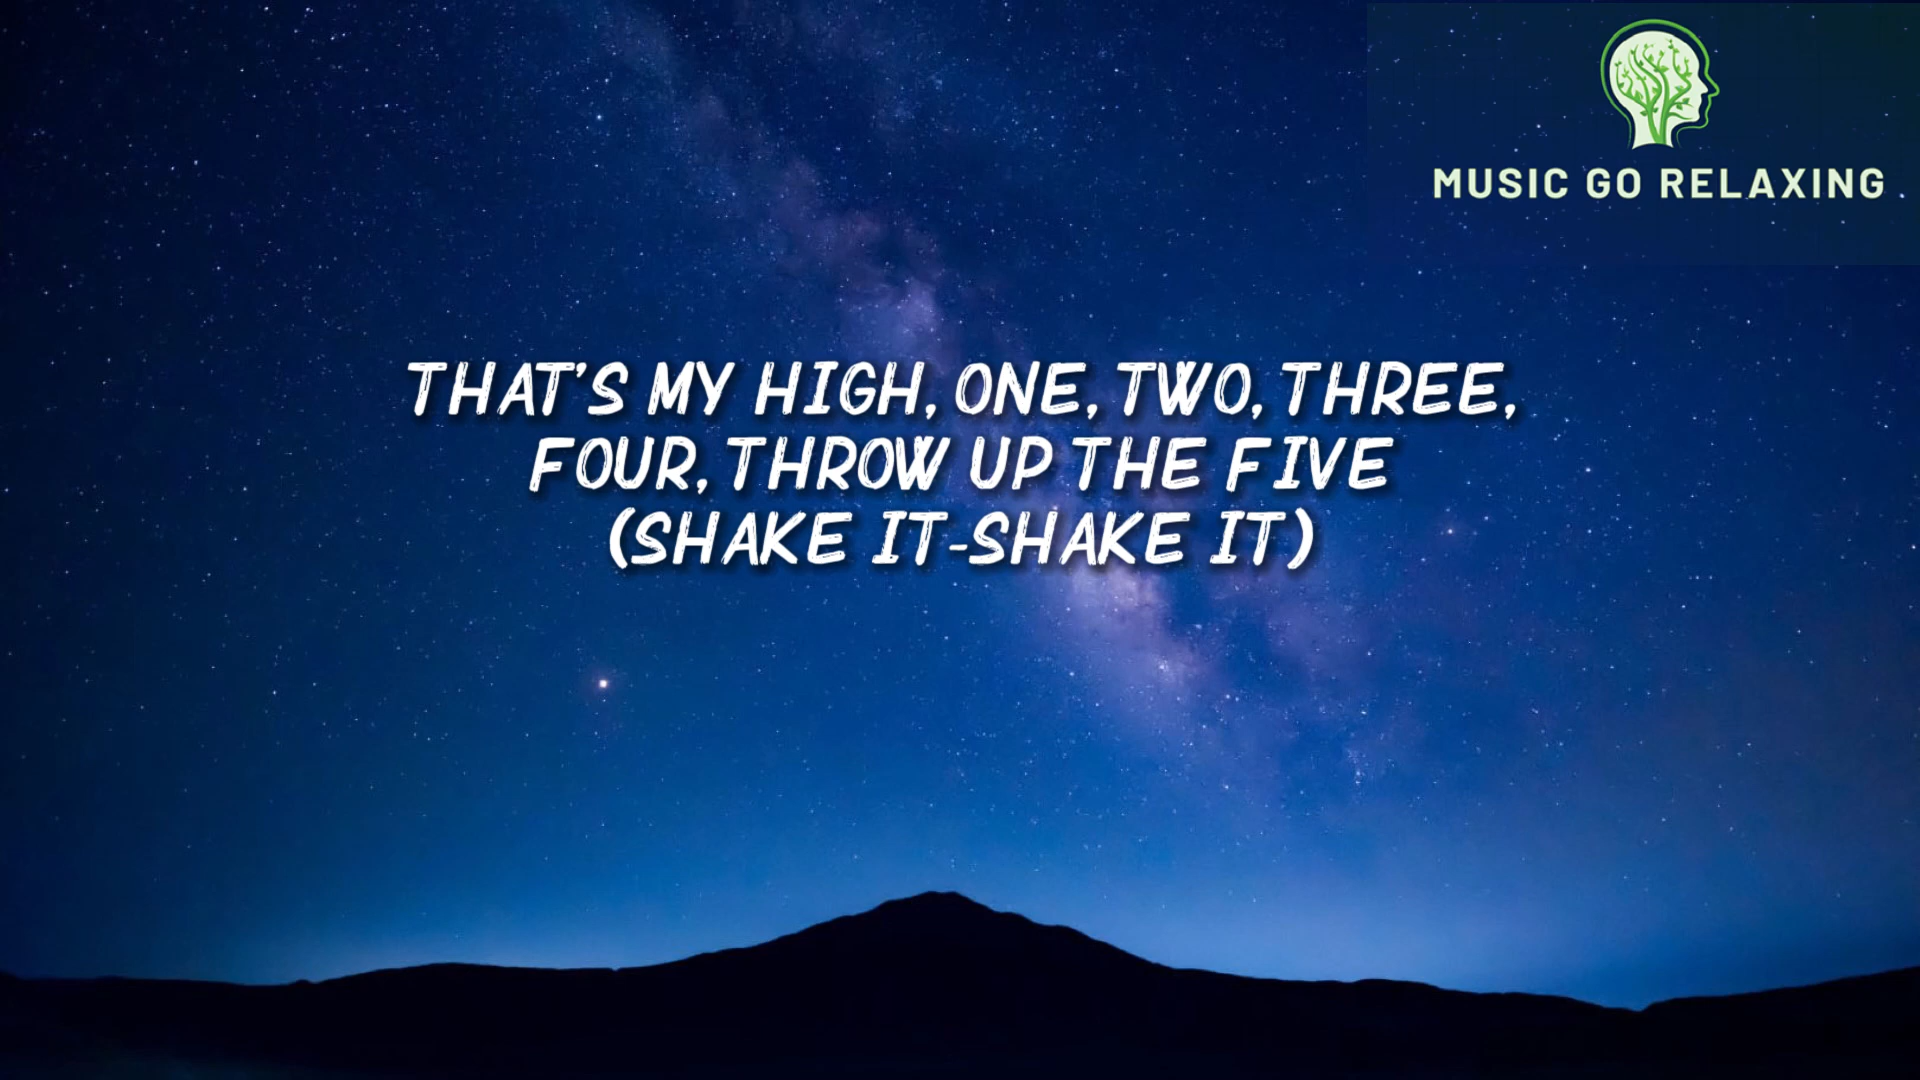 MUSIC GO RELAXING
THAT'S MY HIGH, ONE, TWO, THREE,
FOUR, THROW UP THE FIVE
(SHAKE IT-SHAKE IT)